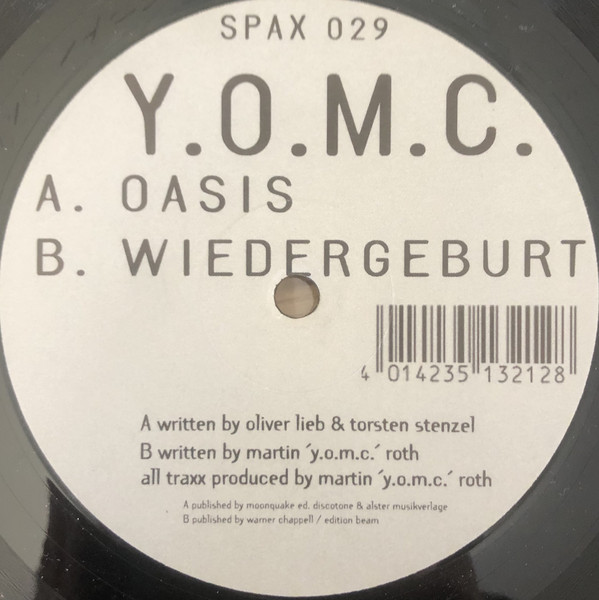 SPAX 029
Y.O.M.C.
A. OASIS
B. WIEDERGEBURT
4 014235 132128
A written by oliver lieb & torsten stenzel
B written by martin ´y.o.m.c.´ roth
all traxx produced by martin ´y.o.m.c.´ roth
A published by moonquake ed. discotone & alster musikverlage
B published by warner chappell / edition beam